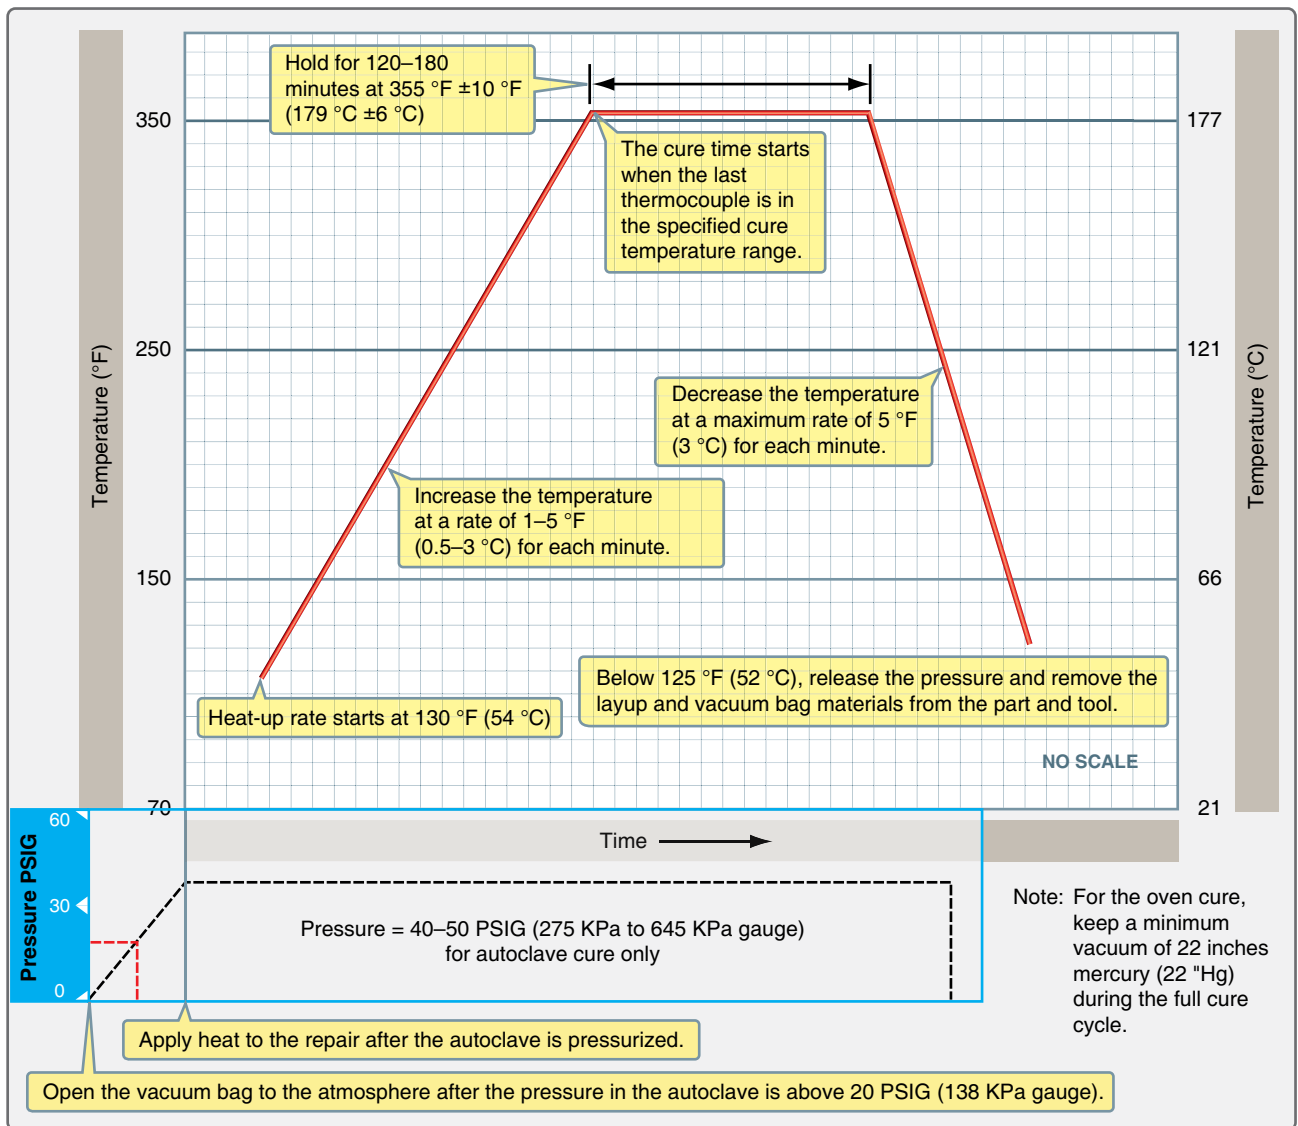 Hold for 120–180
minutes at 355 °F ±10 °F
(179 °C ±6 °C)
350
177
The cure time starts
when the last
thermocouple is in
the specified cure
temperature range.
Temperature (°F)
Temperature (°C)
250
121
Decrease the temperature
at a maximum rate of 5 °F
(3 °C) for each minute.
Increase the temperature
at a rate of 1–5 °F
(0.5–3 °C) for each minute.
150
66
Below 125 °F (52 °C), release the pressure and remove the
layup and vacuum bag materials from the part and tool.
Heat-up rate starts at 130 °F (54 °C)
NO SCALE
70
21
Pressure PSIG
60
30
0
Time
Pressure = 40–50 PSIG (275 KPa to 645 KPa gauge)
for autoclave cure only
Note: For the oven cure,
keep a minimum
vacuum of 22 inches
mercury (22 "Hg)
during the full cure
cycle.
Apply heat to the repair after the autoclave is pressurized.
Open the vacuum bag to the atmosphere after the pressure in the autoclave is above 20 PSIG (138 KPa gauge).